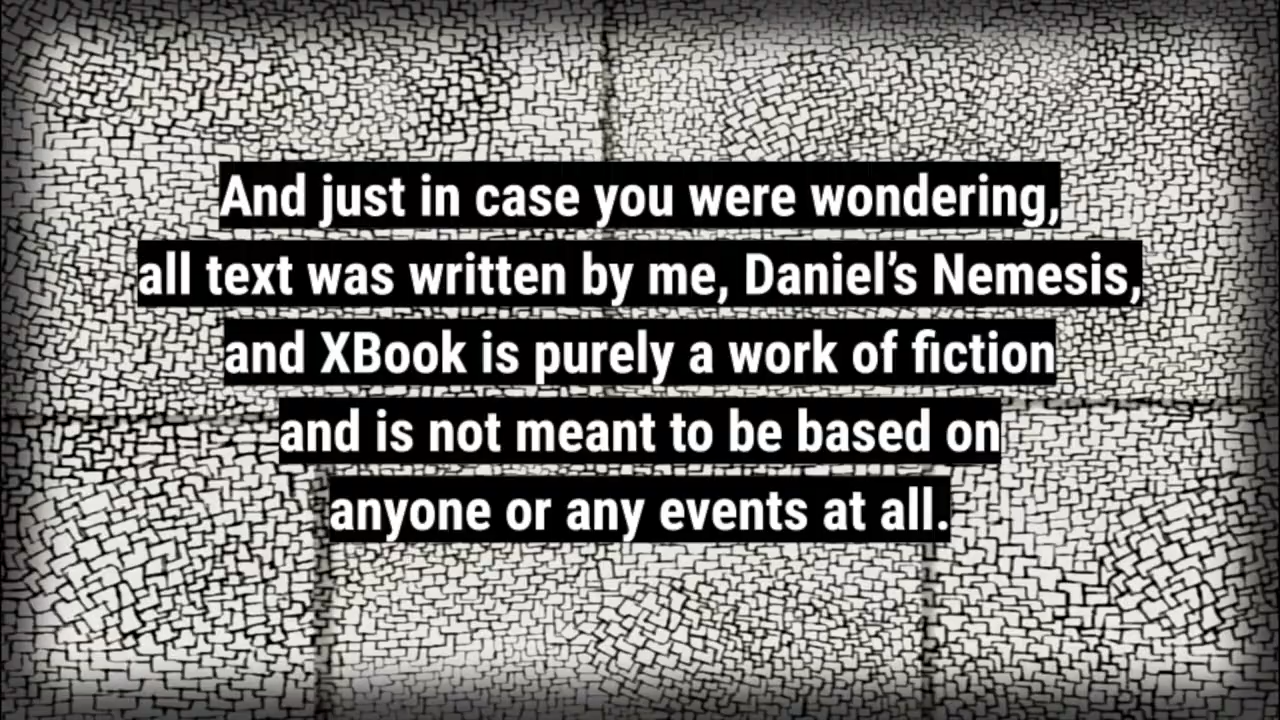 And just in case you were wondering,
all text was written by me, Daniel’s Nemesis,
and XBook is purely a work of fiction
and is not meant to be based on
anyone or any events at all.